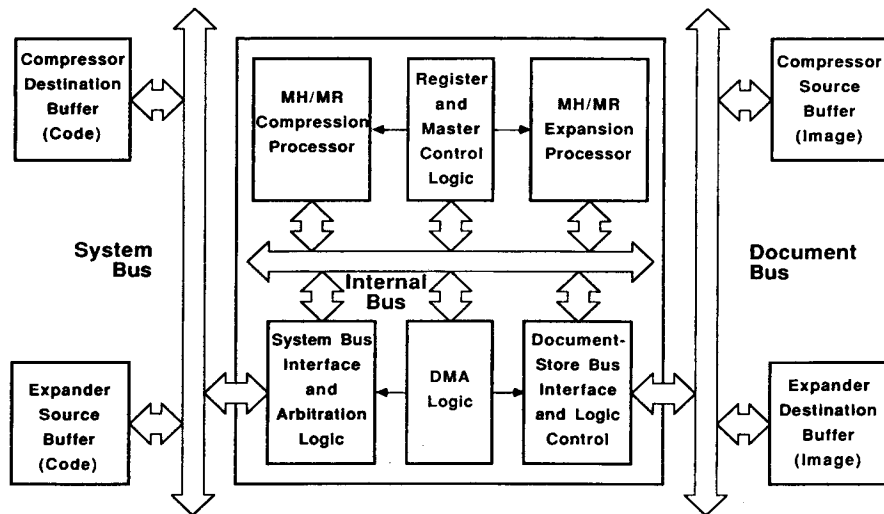 Compressor
Destination
Buffer
(Code)
MH/MR
Compression
Processor
Register
and
Master
Control
Logic
MH/MR
Expansion
Processor
Compressor
Source
Buffer
(Image)
System
Bus
Internal
Bus
Document
Bus
Expander
Source
Buffer
(Code)
System Bus
Interface
and
Arbitration
Logic
DMA
Logic
Document-
Store Bus
Interface
and Logic
Control
Expander
Destination
Buffer
(Image)